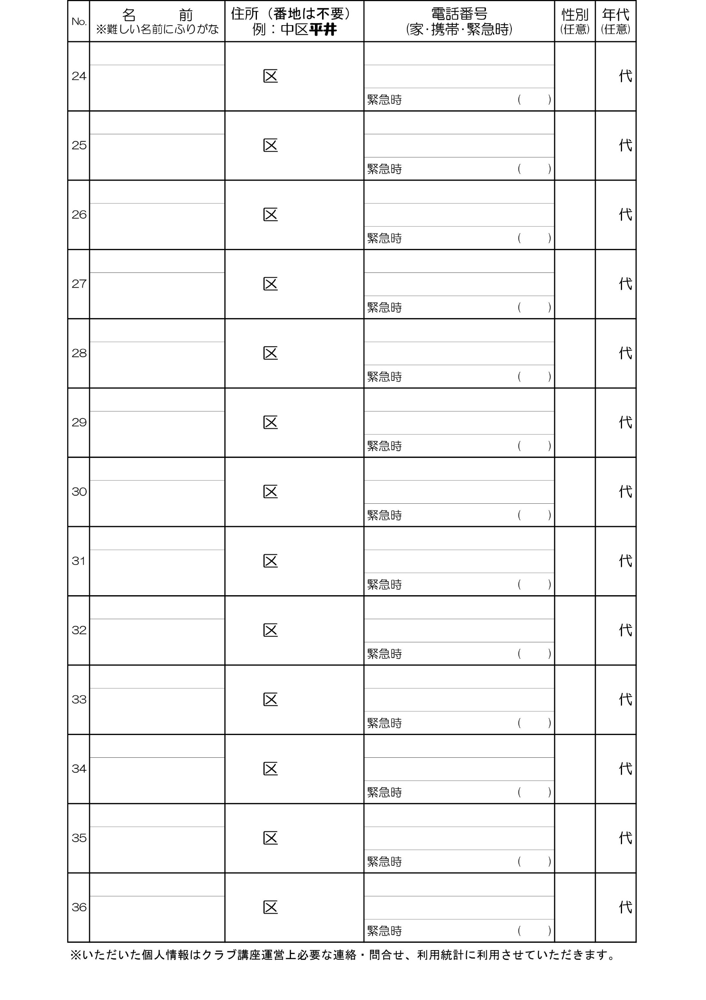 No. 名 前 住所（番地は不要） 電話番号 性別 年代
※難しい名前にふりがな 例：中区平井 (家・携帯・緊急時) (任意) (任意)
24 区 代
緊急時 ( )
25 区 代
緊急時 ( )
26 区 代
緊急時 ( )
27 区 代
緊急時 ( )
28 区 代
緊急時 ( )
29 区 代
緊急時 ( )
30 区 代
緊急時 ( )
31 区 代
緊急時 ( )
32 区 代
緊急時 ( )
33 区 代
緊急時 ( )
34 区 代
緊急時 ( )
35 区 代
緊急時 ( )
36 区 代
緊急時 ( )
※いただいた個人情報はクラブ講座運営上必要な連絡・問合せ、利用統計に利用させていただきます。